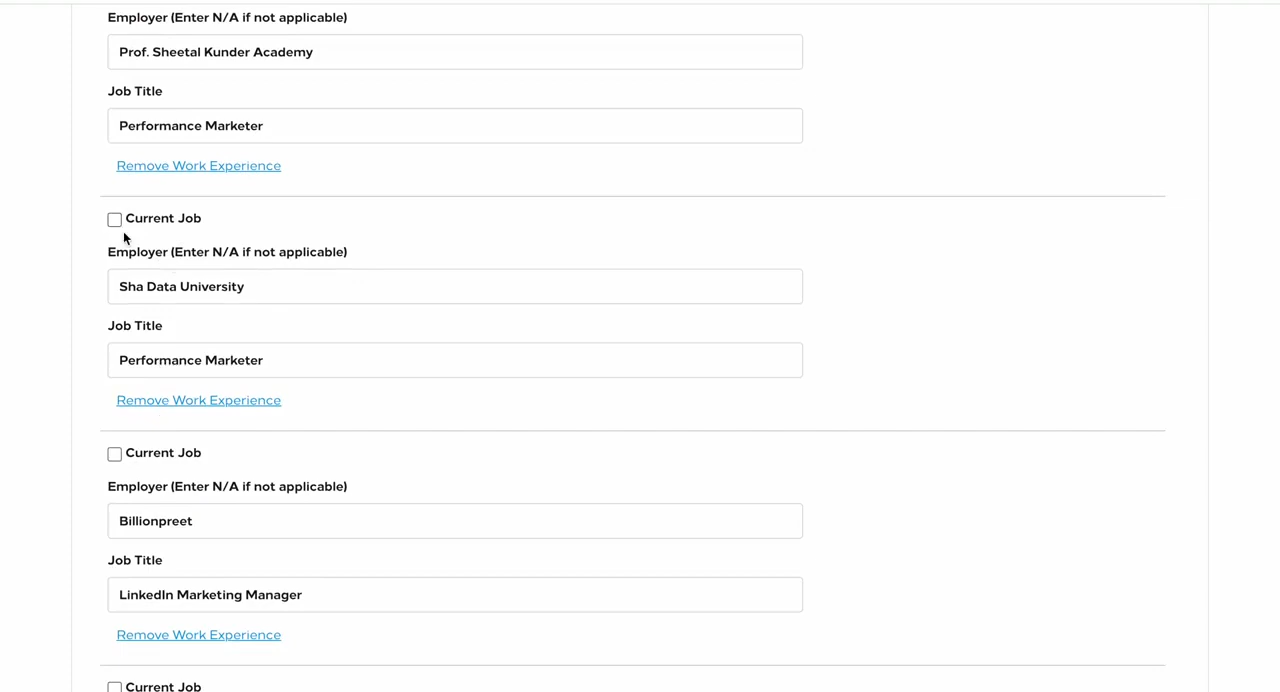 Employer (Enter N/A if not applicable)
Prof. Sheetal Kunder Academy
Job Title
Performance Marketer
Remove Work Experience
Current Job
Employer (Enter N/A if not applicable)
Sha Data University
Job Title
Performance Marketer
Remove Work Experience
Current Job
Employer (Enter N/A if not applicable)
Billionpreet
Job Title
LinkedIn Marketing Manager
Remove Work Experience
Current Job